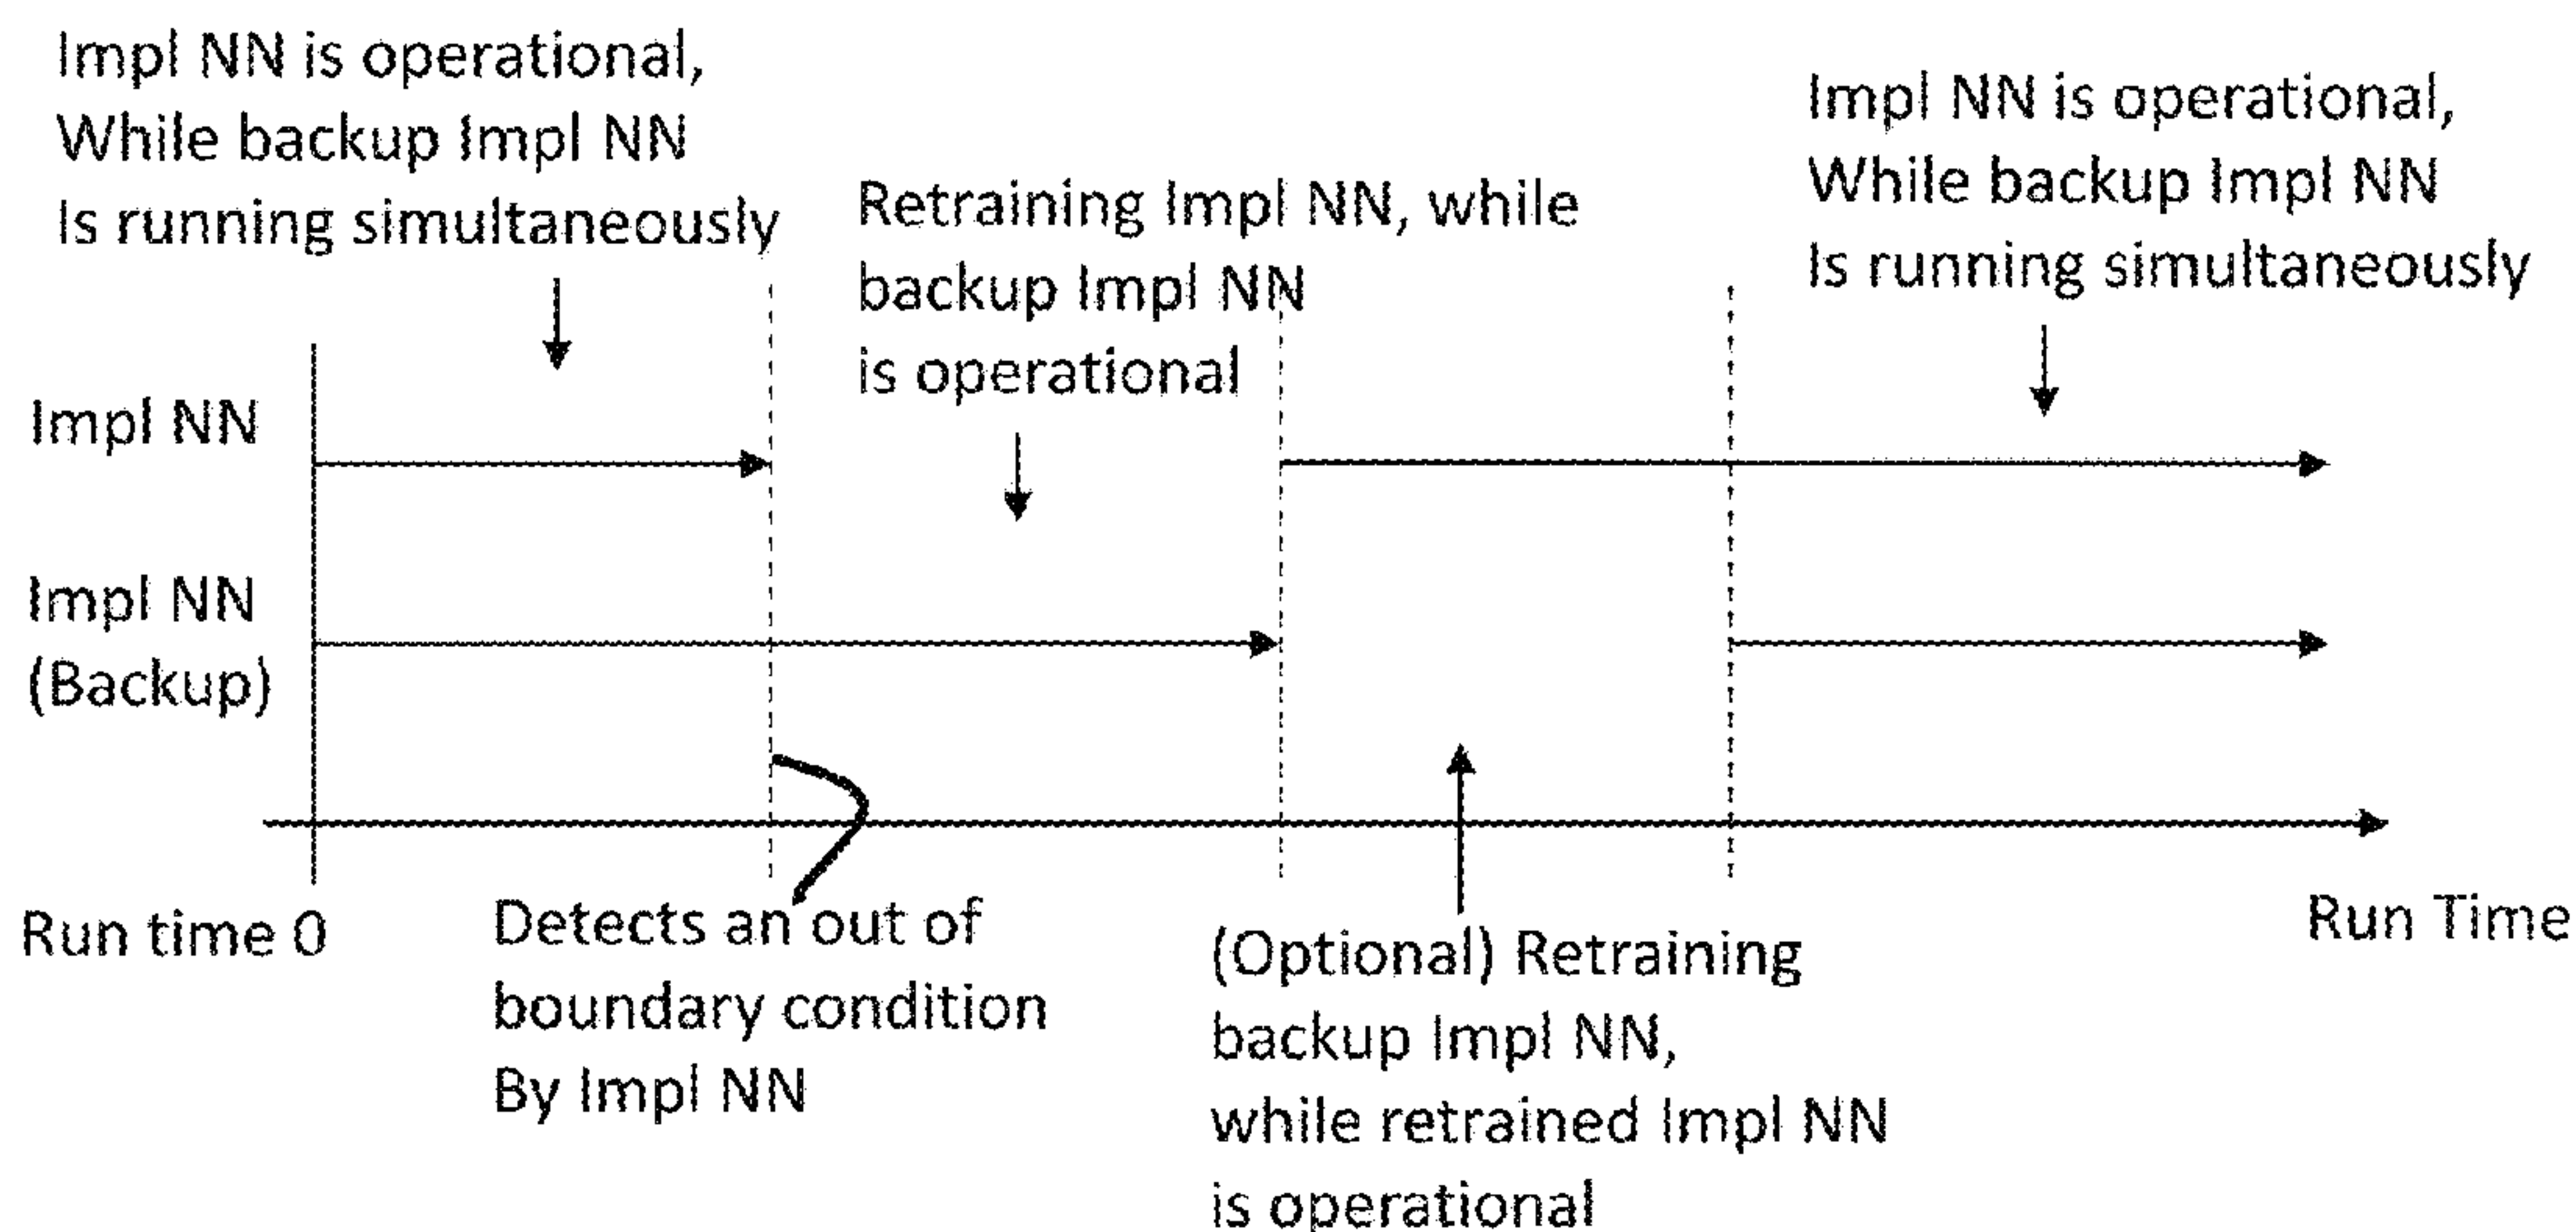 Impl NN is operational,
While backup Impl NN
Is running simultaneously
Retraining Impl NN, while
backup Impl NN
is operational
Impl NN is operational,
While backup Impl NN
Is running simultaneously
Impl NN
Impl NN
(Backup)
Run time 0
Detects an out of
boundary condition
By Impl NN
(Optional) Retraining
backup Impl NN,
while retrained Impl NN
is operational
Run Time